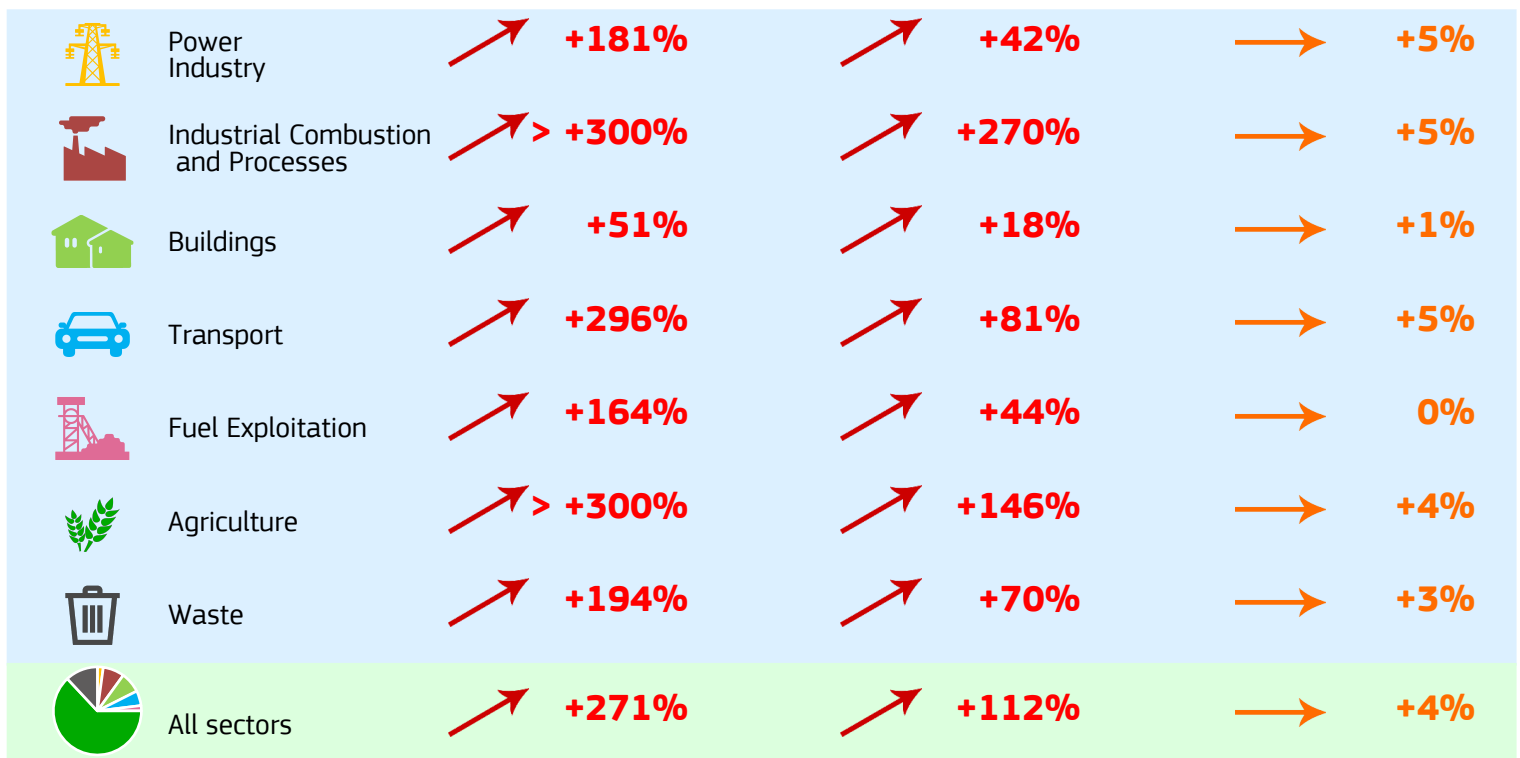 Power
Industry
+181%
+42%
+5%
Industrial Combustion
and Processes
> +300%
+270%
+5%
Buildings
+51%
+18%
+1%
Transport
+296%
+81%
+5%
Fuel Exploitation
+164%
+44%
0%
Agriculture
> +300%
+146%
+4%
Waste
+194%
+70%
+3%
All sectors
+271%
+112%
+4%